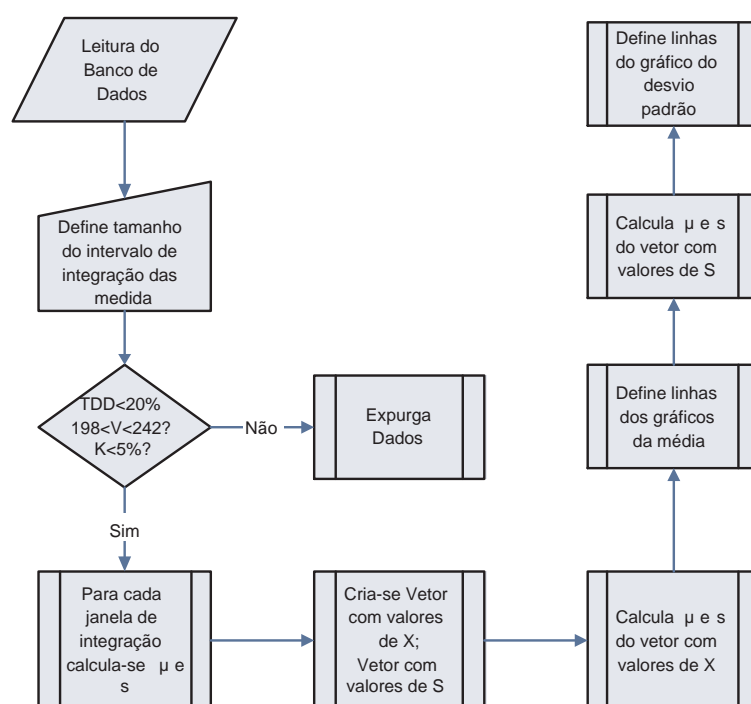 Leitura do
Banco de
Dados
Define tamanho
do intervalo de
integração das
medida
TDD<20%
198<V<242?
K<5%?
Não
Expurga
Dados
Sim
Para cada
janela de
integração
calcula-se μ e
s
Cria-se Vetor
com valores
de X;
Vetor com
valores de S
Calcula μ e s
do vetor com
valores de X
Define linhas
dos gráficos
da média
Calcula μ e s
do vetor com
valores de S
Define linhas
do gráfico do
desvio
padrão